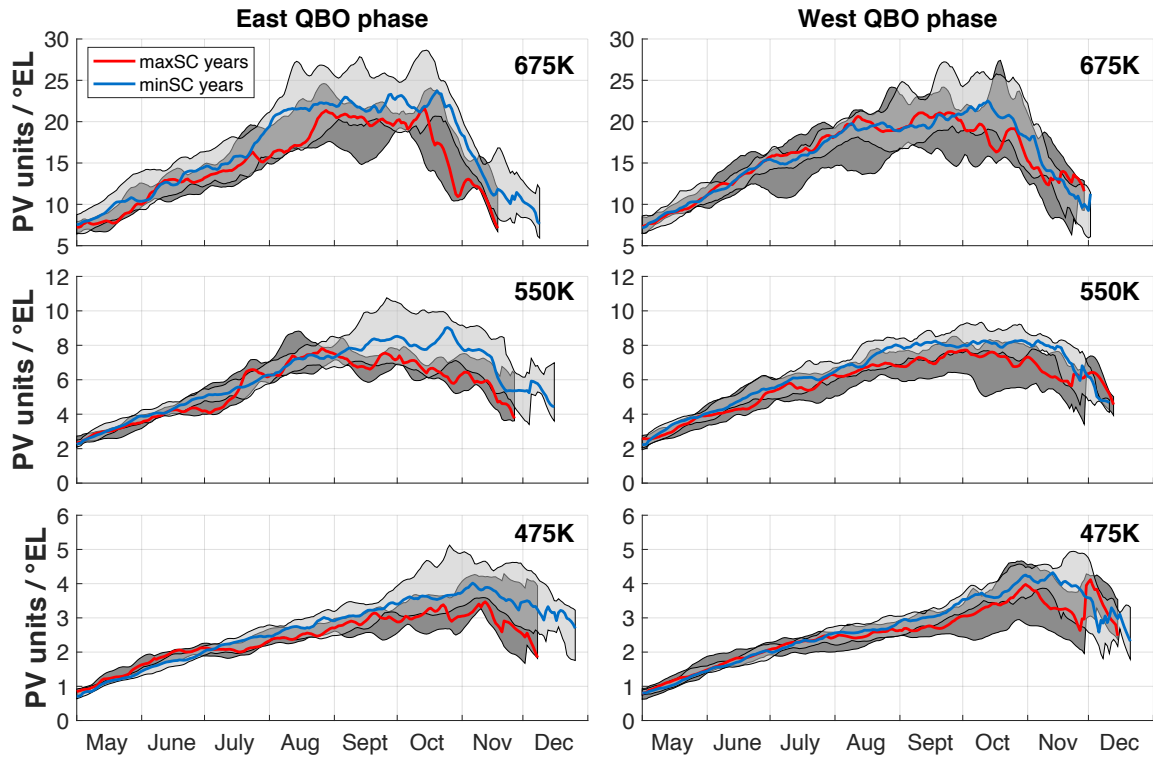 East QBO phase
West QBO phase
PV units / °EL
30
25
20
15
10
5
maxSC years
minSC years
675K
30
25
20
15
10
5
675K
PV units / °EL
12
10
8
6
4
2
0
550K
12
10
8
6
4
2
0
550K
PV units / °EL
6
5
4
3
2
1
0
475K
6
5
4
3
2
1
0
475K
May June July Aug Sept Oct Nov Dec
May June July Aug Sept Oct Nov Dec